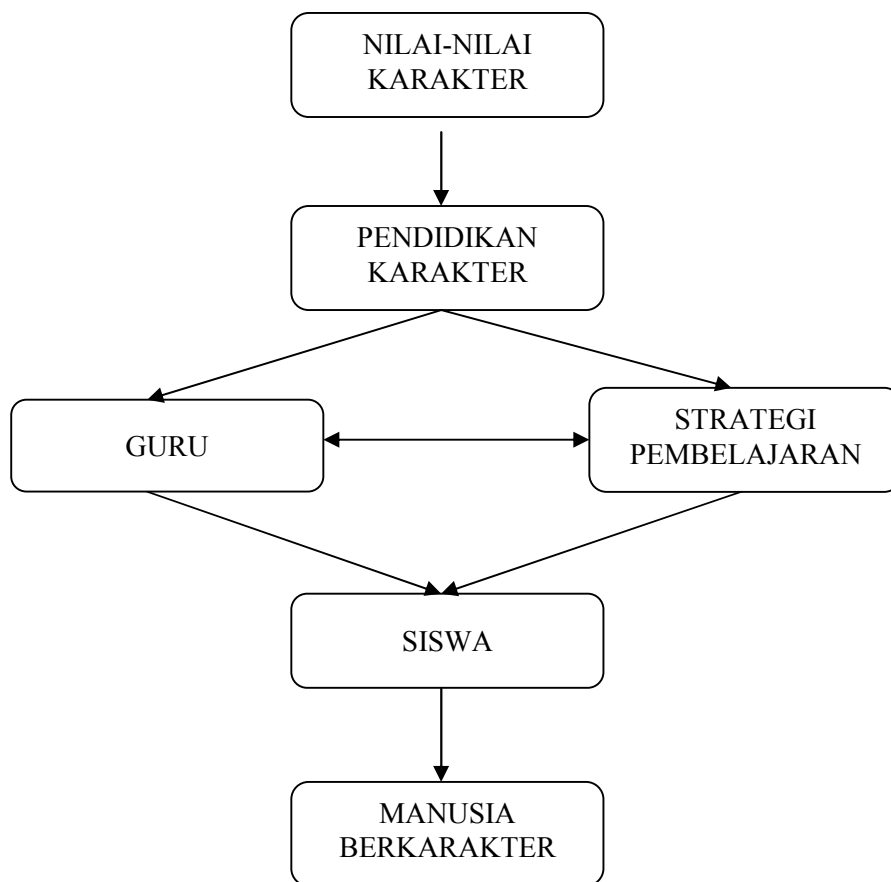 NILAI-NILAI
KARAKTER
PENDIDIKAN
KARAKTER
GURU
STRATEGI
PEMBELAJARAN
SISWA
MANUSIA
BERKARAKTER